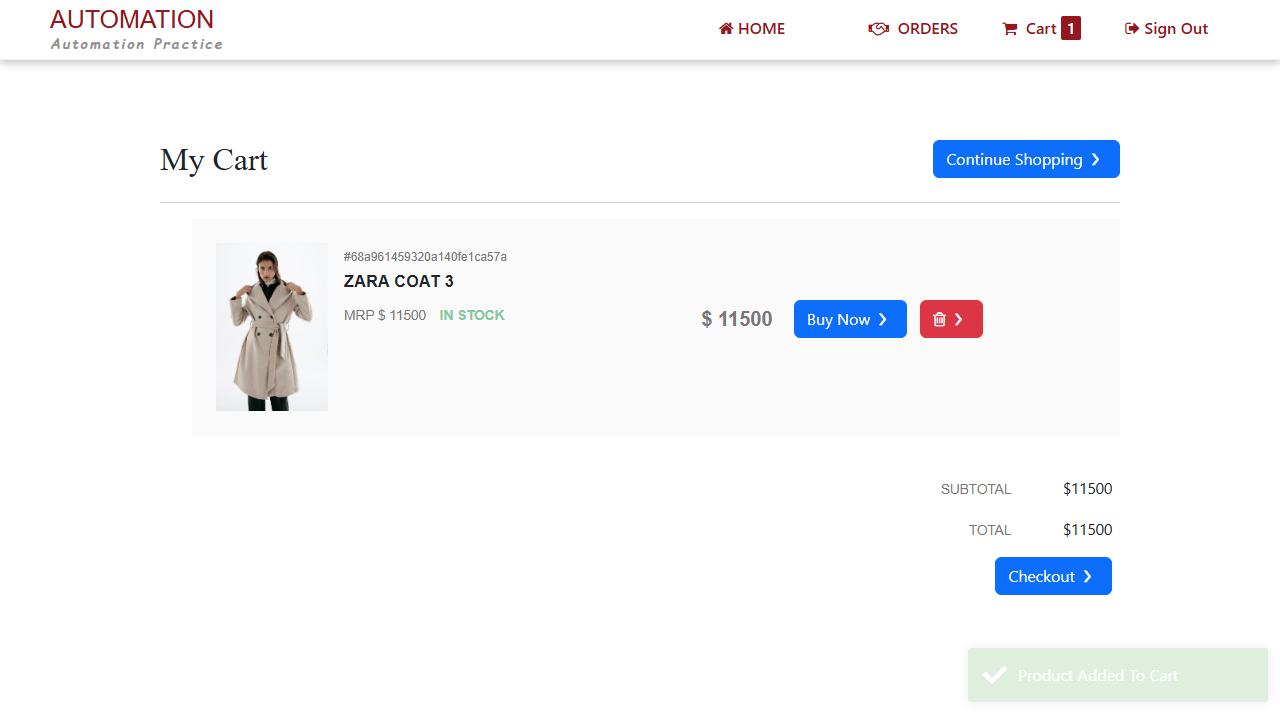 AUTOMATION
Automation Practice
HOME
ORDERS
Cart 1
Sign Out
My Cart
Continue Shopping
#68a961459320a140fe1ca57a
ZARA COAT 3
MRP $ 11500 IN STOCK
$ 11500
Buy Now
SUBTOTAL $11500
TOTAL $11500
Checkout
Product Added To Cart